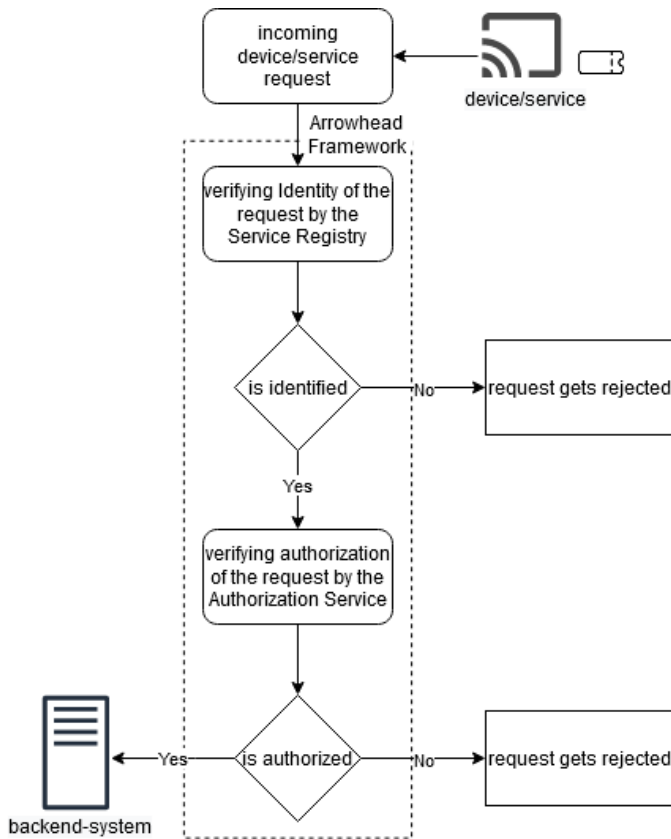 incoming
device/service
request
device/service
Arrowhead
Framework
verifying Identity of the
request by the
Service Registry
is identified
No
request gets rejected
Yes
verifying authorization
of the request by the
Authorization Service
is authorized
Yes
No
request gets rejected
backend-system